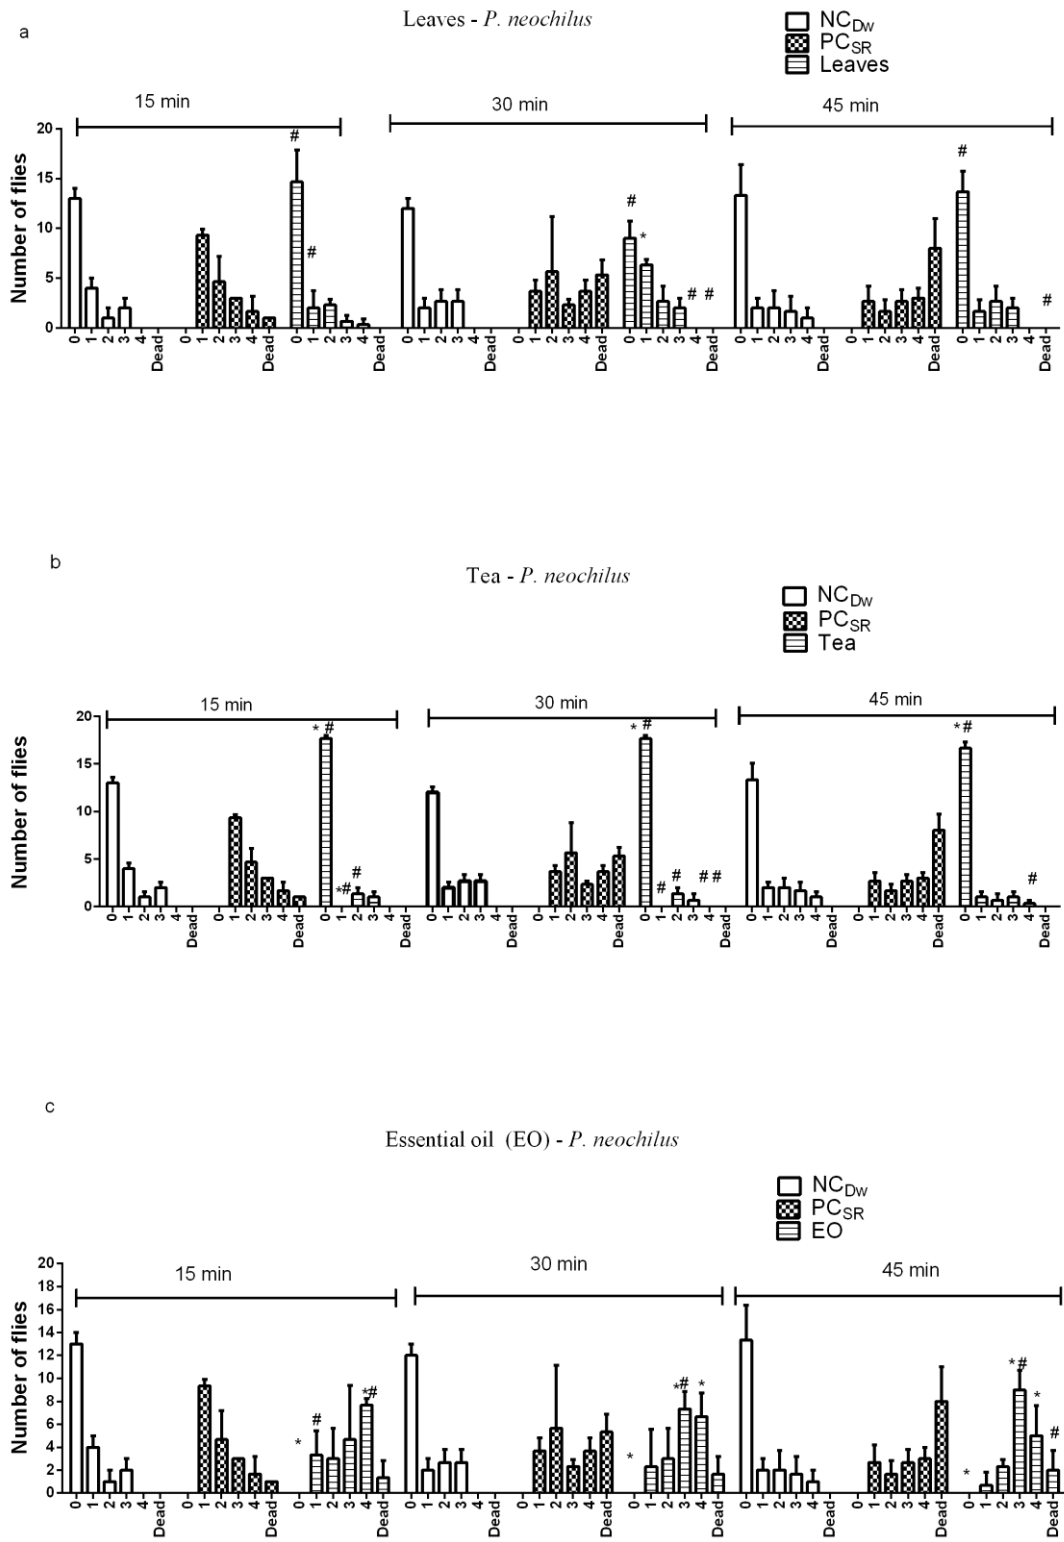 a
Leaves - P. neochilus
NC_Dw
PC_SR
Leaves
15 min
30 min
45 min
Number of flies
20
15
10
5
0
# # # * # # # #
0 1 2 3 4 Dead 0 1 2 3 4 Dead 0 1 2 3 4 Dead 0 1 2 3 4 Dead 0 1 2 3 4 Dead 0 1 2 3 4 Dead 0 1 2 3 4 Dead 0 1 2 3 4 Dead 0 1 2 3 4 Dead
b
Tea - P. neochilus
NC_Dw
PC_SR
Tea
15 min
30 min
45 min
Number of flies
20
15
10
5
0
*# *# # *# # # # # *# #
0 1 2 3 4 Dead 0 1 2 3 4 Dead 0 1 2 3 4 Dead 0 1 2 3 4 Dead 0 1 2 3 4 Dead 0 1 2 3 4 Dead 0 1 2 3 4 Dead 0 1 2 3 4 Dead 0 1 2 3 4 Dead
c
Essential oil (EO) - P. neochilus
NC_Dw
PC_SR
EO
15 min
30 min
45 min
Number of flies
20
18
16
14
12
10
8
6
4
2
0
* # *# * *# * * *# * #
0 1 2 3 4 Dead 0 1 2 3 4 Dead 0 1 2 3 4 Dead 0 1 2 3 4 Dead 0 1 2 3 4 Dead 0 1 2 3 4 Dead 0 1 2 3 4 Dead 0 1 2 3 4 Dead 0 1 2 3 4 Dead